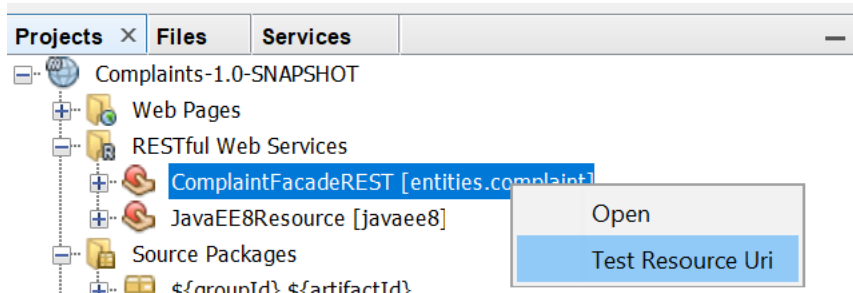 Projects × Files Services
Complaints-1.0-SNAPSHOT
Web Pages
RESTful Web Services
ComplaintFacadeREST [entities.complaint]
JavaEE8Resource [javaee8]
Open
Source Packages
Test Resource Uri
${groupId}.${artifactId}